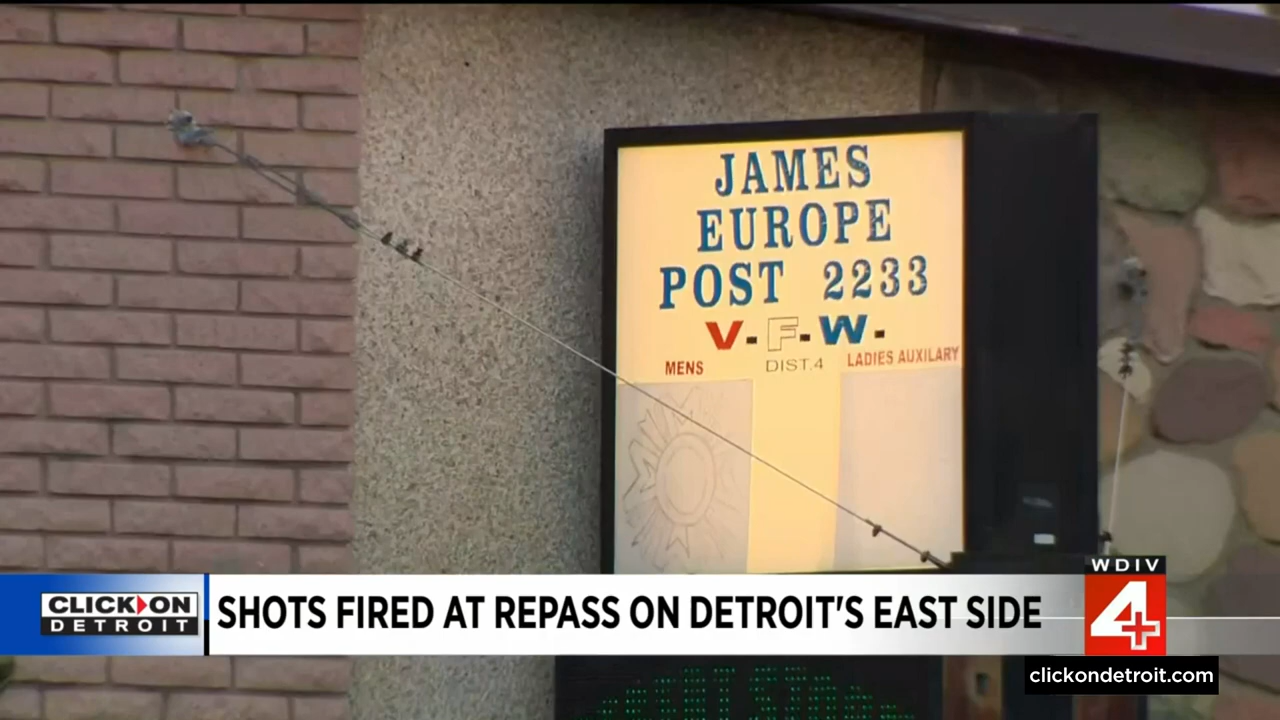 JAMES
EUROPE
POST 2233
V-F-W-
MENS
DIST.4
LADIES AUXILARY
CLICK ON
DETROIT
SHOTS FIRED AT REPASS ON DETROIT'S EAST SIDE
WDIV
4+
clickondetroit.com